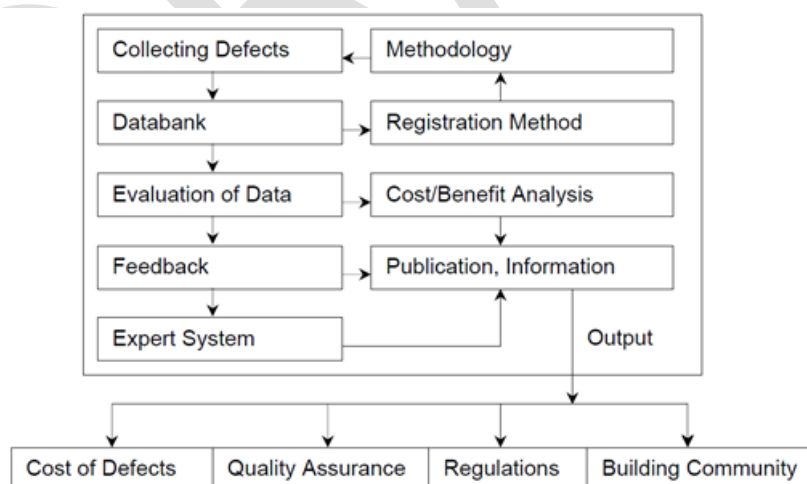 Collecting Defects
Methodology
Databank
Registration Method
Evaluation of Data
Cost/Benefit Analysis
Feedback
Publication, Information
Expert System
Output
Cost of Defects
Quality Assurance
Regulations
Building Community